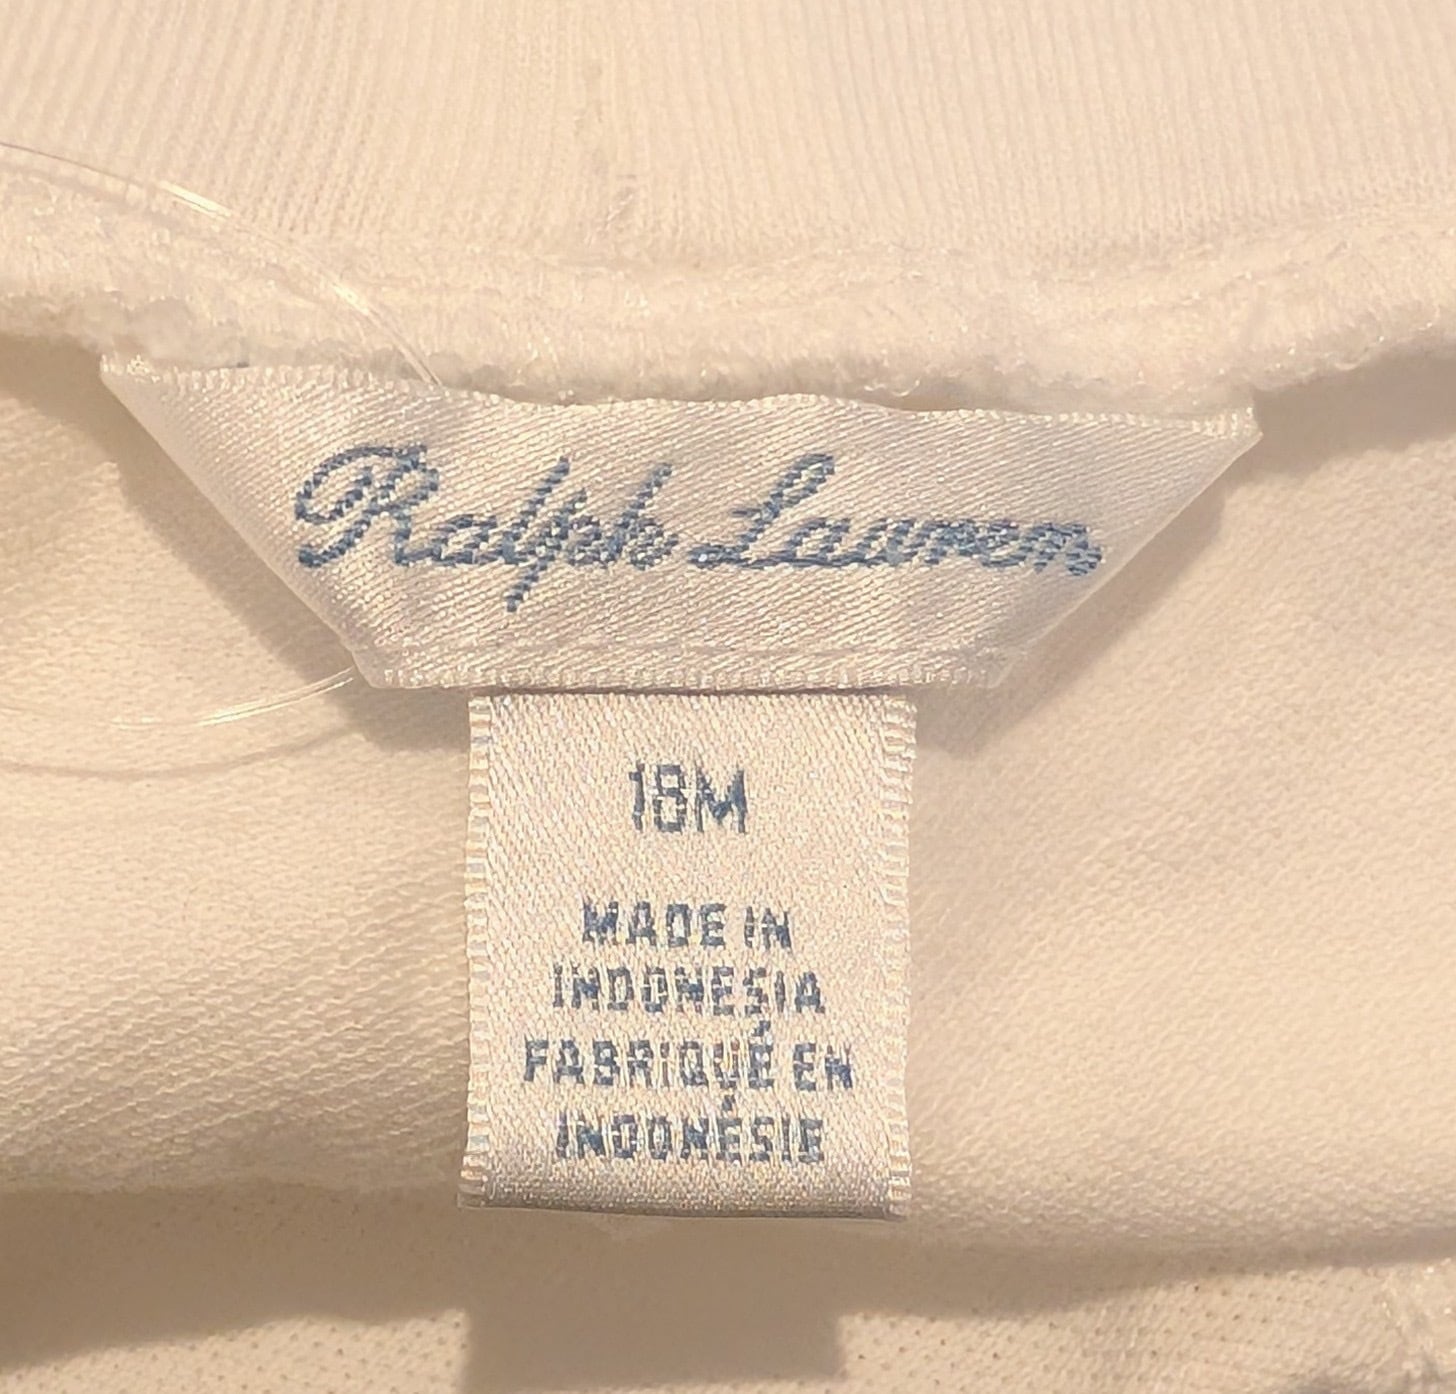 Ralph Lauren
18M
MADE IN
INDONESIA
FABRIQUÉ EN
INDONÉSIE